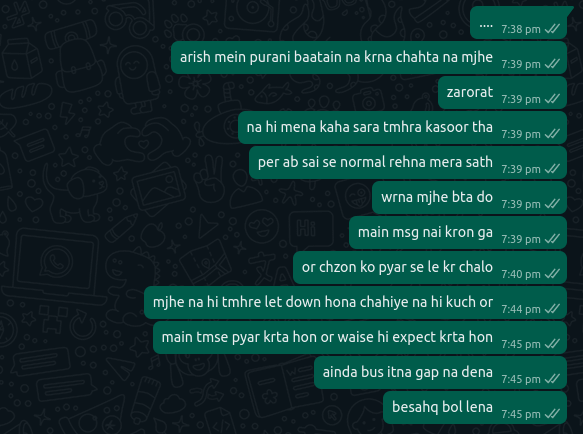 .... 7:38 pm
arish mein purani baatain na krna chahta na mjhe 7:39 pm
zarorat 7:39 pm
na hi mena kaha sara tmhra kasoor tha 7:39 pm
per ab sai se normal rehna mera sath 7:39 pm
wrna mjhe bta do 7:39 pm
main msg nai kron ga 7:39 pm
or chzon ko pyar se le kr chalo 7:40 pm
mjhe na hi tmhre let down hona chahiye na hi kuch or 7:44 pm
main tmse pyar krta hon or waise hi expect krta hon 7:45 pm
ainda bus itna gap na dena 7:45 pm
besahq bol lena 7:45 pm